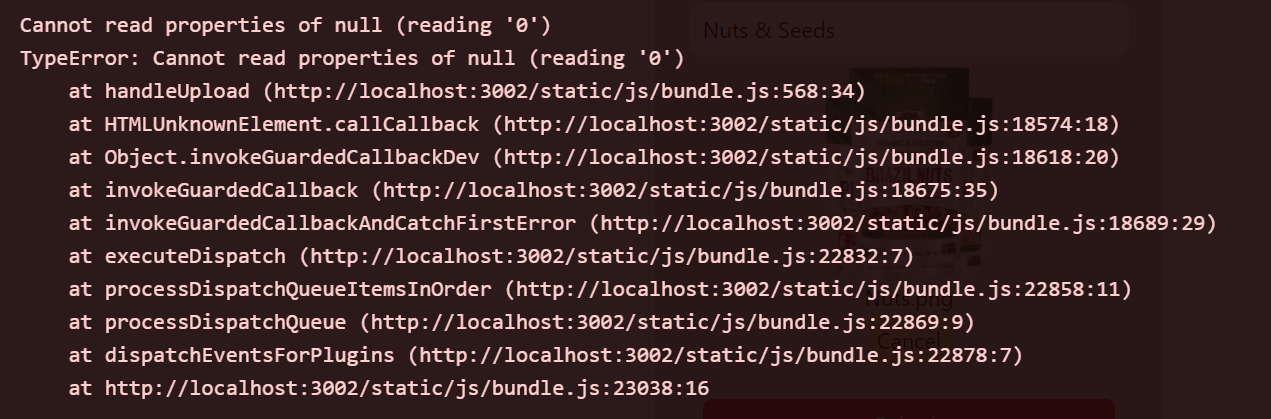 Cannot read properties of null (reading '0')
Nuts & Seeds
TypeError: Cannot read properties of null (reading '0')
at handleUpload (http://localhost:3002/static/js/bundle.js:568:34)
at HTMLUnknownElement.callCallback (http://localhost:3002/static/js/bundle.js:18574:18)
at Object.invokeGuardedCallbackDev (http://localhost:3002/static/js/bundle.js:18618:20)
BRAZIL NUTS
at invokeGuardedCallback (http://localhost:3002/static/js/bundle.js:18675:35)
at invokeGuardedCallbackAndCatchFirstError (http://localhost:3002/static/js/bundle.js:18689:29)
at executeDispatch (http://localhost:3002/static/js/bundle.js:22832:7)
at processDispatchQueueItemsInOrder (http://localhost:3002/static/js/bundle.js:22858:11)
Nuts.png
at processDispatchQueue (http://localhost:3002/static/js/bundle.js:22869:9)
Cancel
at dispatchEventsForPlugins (http://localhost:3002/static/js/bundle.js:22878:7)
at http://localhost:3002/static/js/bundle.js:23038:16